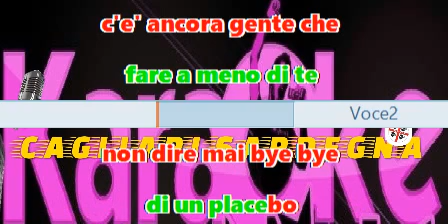 c'e' ancora gente che
fare a meno di te
Voce2
Karaoke
CAGLIARI SARDEGNA
non dire mai bye bye
di un placebo